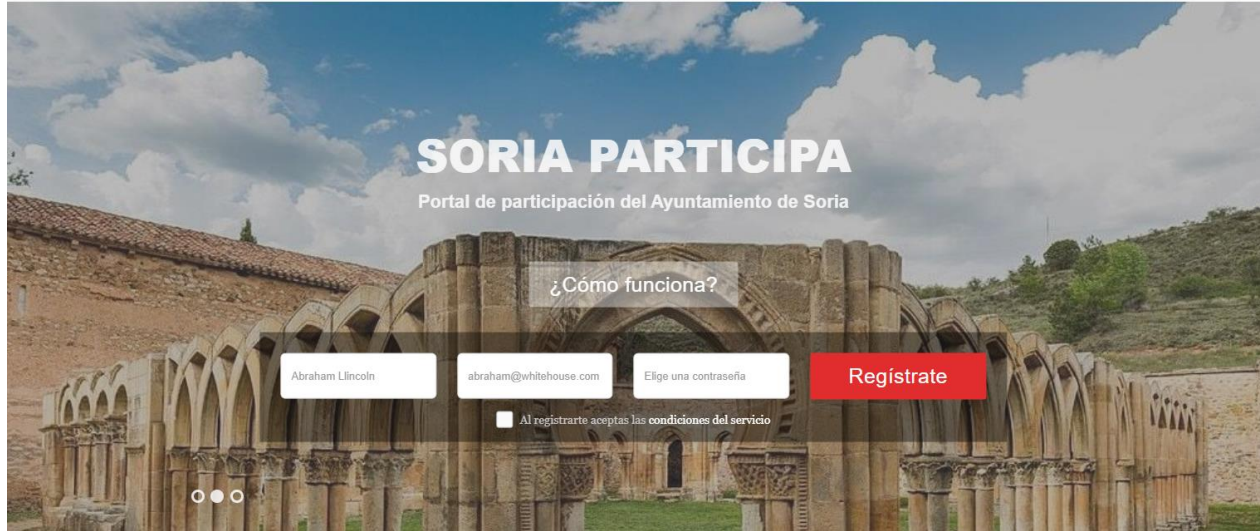 SORIA PARTICIPA
Portal de participación del Ayuntamiento de Soria
¿Cómo funciona?
Abraham Llincoln
abraham@whitehouse.com
Elige una contraseña
Regístrate
Al registrarte aceptas las condiciones del servicio